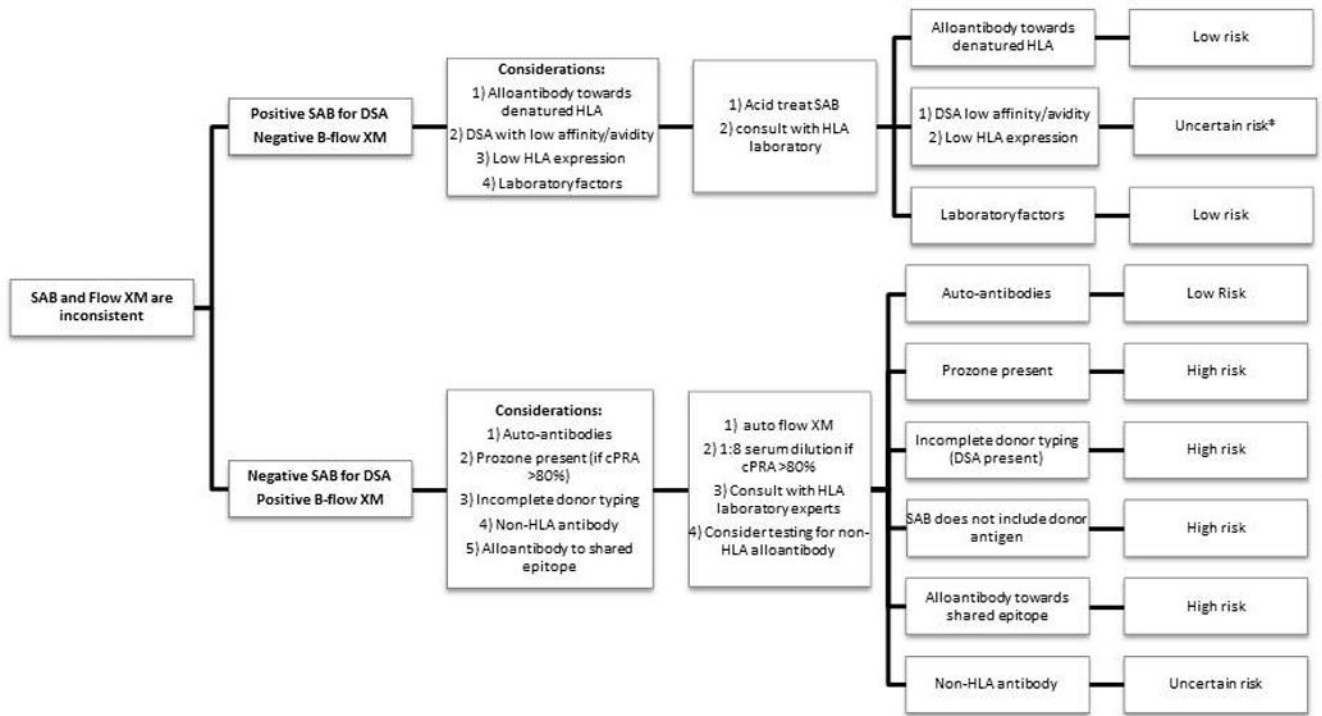 SAB and Flow XM are
inconsistent
Positive SAB for DSA
Negative B-flow XM
Considerations:
1) Alloantibody towards
denatured HLA
2) DSA with low affinity/avidity
3) Low HLA expression
4) Laboratory factors
1) Acid treat SAB
2) consult with HLA
laboratory
Alloantibody towards
denatured HLA
Low risk
1) DSA low affinity/avidity
2) Low HLA expression
Uncertain risk*
Laboratory factors
Low risk
Negative SAB for DSA
Positive B-flow XM
Considerations:
1) Auto-antibodies
2) Prozone present (if cPRA
>80%)
3) Incomplete donor typing
4) Non-HLA antibody
5) Alloantibody to shared
epitope
1) auto flow XM
2) 1:8 serum dilution if
cPRA >80%
3) Consult with HLA
laboratory experts
4) Consider testing for non-
HLA alloantibody
Auto-antibodies
Low Risk
Prozone present
High risk
Incomplete donor typing
(DSA present)
High risk
SAB does not include donor
antigen
High risk
Alloantibody towards
shared epitope
High risk
Non-HLA antibody
Uncertain risk